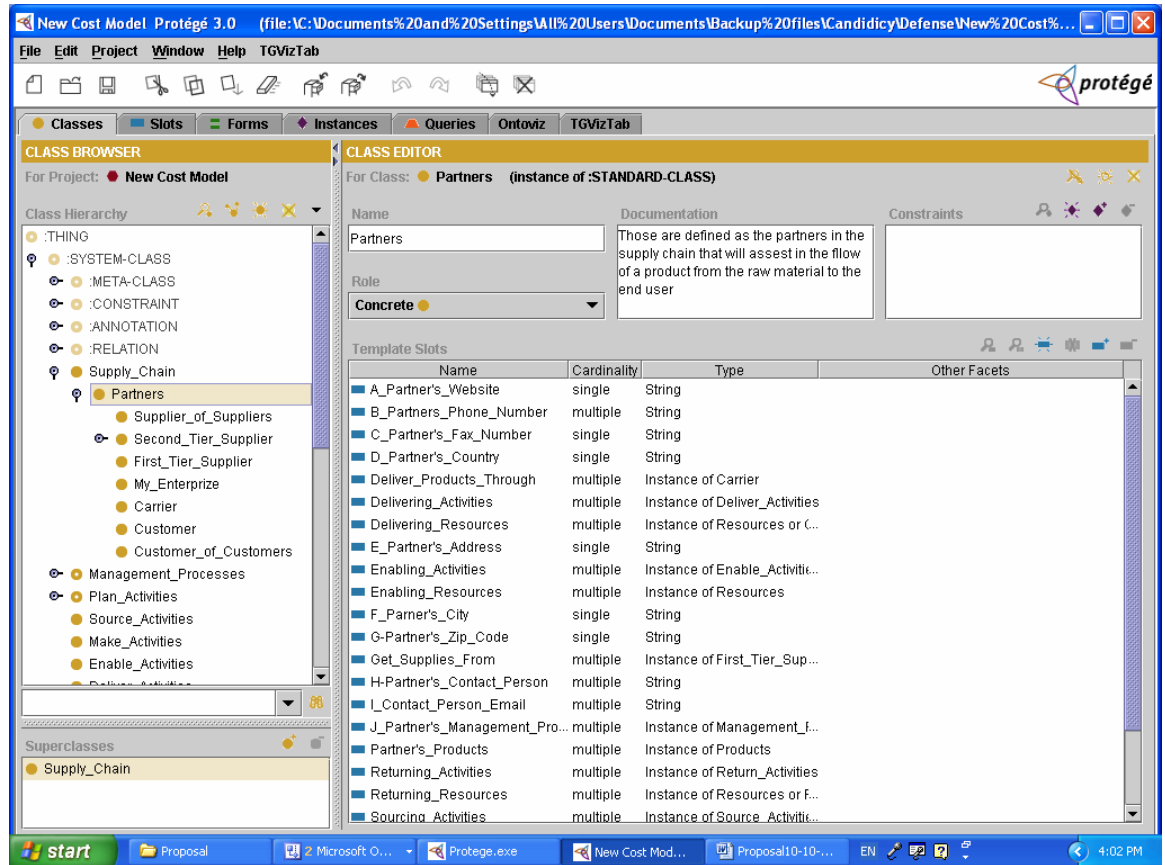 New Cost Model Protégé 3.0 (file:\C:\Documents%20and%20Settings\All%20Users\Documents\Backup%20files\Candidicy\Defense\New%20Cost%...
File Edit Project Window Help TGVizTab
protégé
Classes Slots Forms Instances Queries Ontoviz TGVizTab
CLASS BROWSER
For Project: New Cost Model
Class Hierarchy
:THING
:SYSTEM-CLASS
:META-CLASS
:CONSTRAINT
:ANNOTATION
:RELATION
Supply_Chain
Partners
Supplier_of_Suppliers
Second_Tier_Supplier
First_Tier_Supplier
My_Enterprize
Carrier
Customer
Customer_of_Customers
Management_Processes
Plan_Activities
Source_Activities
Make_Activities
Enable_Activities
Deliver_Activities
Superclasses
Supply_Chain
CLASS EDITOR
For Class: Partners (instance of :STANDARD-CLASS)
Name
Partners
Role
Concrete
Documentation
Those are defined as the partners in the
supply chain that will assest in the fllow
of a product from the raw material to the
end user
Constraints
Template Slots
Name Cardinality Type Other Facets
A_Partner's_Website single String
B_Partners_Phone_Number multiple String
C_Partner's_Fax_Number single String
D_Partner's_Country single String
Deliver_Products_Through multiple Instance of Carrier
Delivering_Activities multiple Instance of Deliver_Activities
Delivering_Resources multiple Instance of Resources or (...
E_Partner's_Address single String
Enabling_Activities multiple Instance of Enable_Activitie...
Enabling_Resources multiple Instance of Resources
F_Parner's_City single String
G-Partner's_Zip_Code single String
Get_Supplies_From multiple Instance of First_Tier_Sup...
H-Partner's_Contact_Person multiple String
I_Contact_Person_Email multiple String
J_Partner's_Management_Pro... multiple Instance of Management_F...
Partner's_Products multiple Instance of Products
Returning_Activities multiple Instance of Return_Activities
Returning_Resources multiple Instance of Resources or F...
Sourcing_Activities multiple Instance of Source_Activitie...
start Proposal 2 Microsoft O... Protege.exe New Cost Mod... Proposal10-10-... EN 4:02 PM